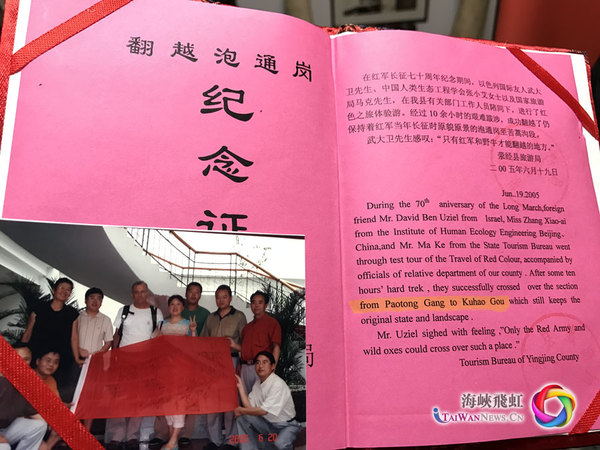 翻越泡通岗
纪
念
证
局
2005 6 20
在红军长征七十周年纪念期间，以色列国际友人武大
卫先生、中国人类生态工程学会张小艾女士以及国家旅游
局马克先生，在我县有关部门工作人员陪同下，进行了红
色之旅体验游。经过 10 余小时的艰难跋涉，成功翻越了仍
保持着红军当年长征时原貌原景的泡通岗至苦蒿沟段。
武大卫先生感叹：“只有红军和野牛才能翻越的地方。”
荥经县旅游局
二 00 五年六月十九日
Jun..19.2005
During the 70th aniversary of the Long March,foreign
friend Mr. David Ben Uziel from Israel, Miss Zhang Xiao-ai
from the Institute of Human Ecology Engineering Beijing,
China,and Mr. Ma Ke from the State Tourism Bureau went
through test tour of the Travel of Red Colour, accompanied by
officials of relative department of our county . After some ten
hours' hard trek , they successfully crossed over the section
from Paotong Gang to Kuhao Gou which still keeps the
original state and landscape .
Mr. Uziel sighed with feeling ,"Only the Red Army and
wild oxes could cross over such a place ."
Tourism Bureau of Yingjing County
海峽飛虹
iTAIWANNEWS.CN